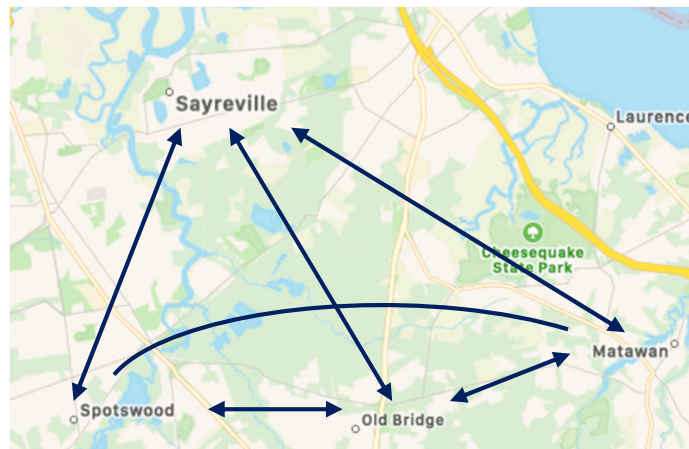 Sayreville
Laurence
Cheesequake
State Park
Matawan
Spotswood
Old Bridge